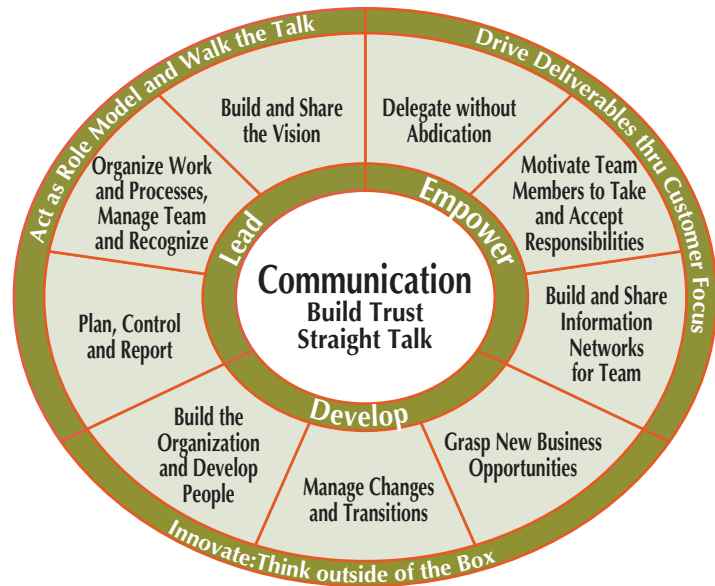 Act as Role Model and Walk the Talk
Drive Deliverables thru Customer Focus
Build and Share
the Vision
Delegate without
Abdication
Organize Work
and Processes,
Manage Team
and Recognize
Motivate Team
Members to Take
and Accept
Responsibilities
Lead
Empower
Communication
Build Trust
Straight Talk
Plan, Control
and Report
Build and Share
Information
Networks
for Team
Develop
Build the
Organization
and Develop
People
Manage Changes
and Transitions
Grasp New Business
Opportunities
Innovate:Think outside of the Box